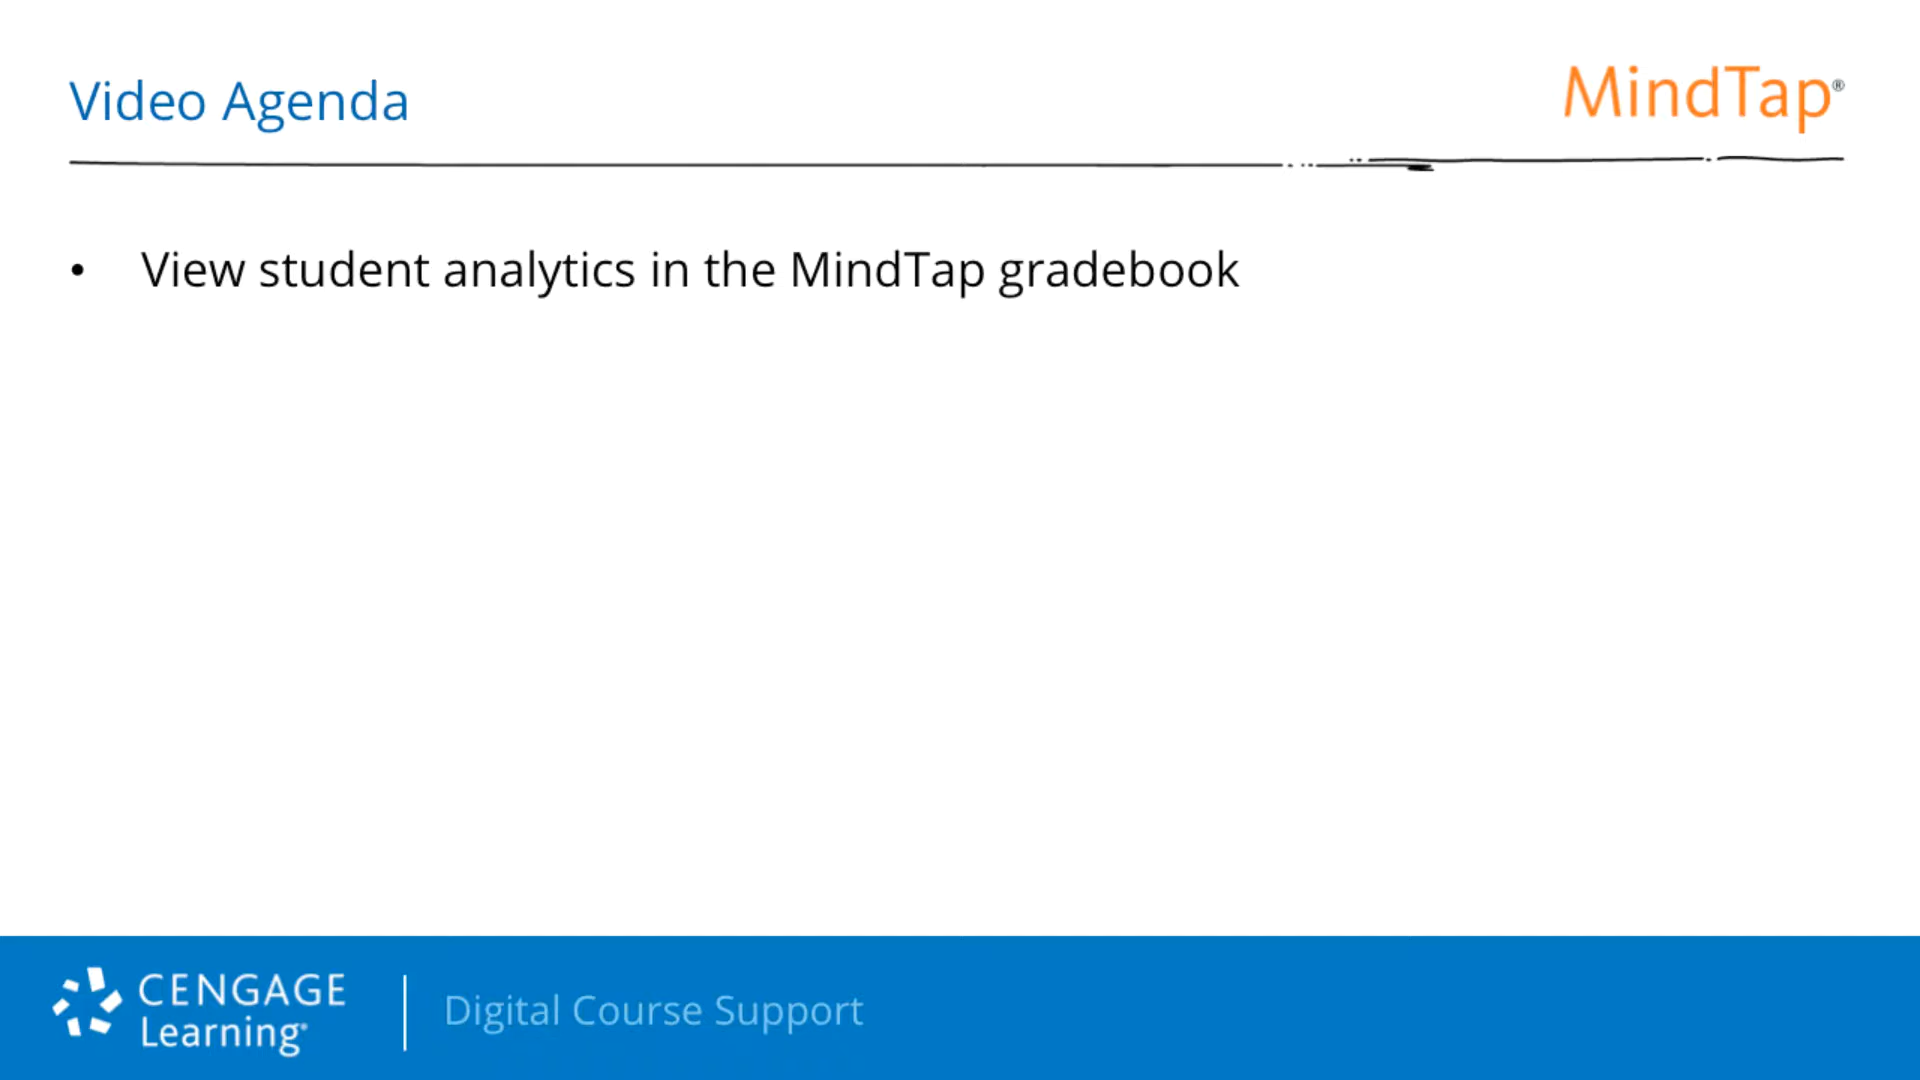 Video Agenda
MindTap®
• View student analytics in the MindTap gradebook
CENGAGE
Learning®
Digital Course Support